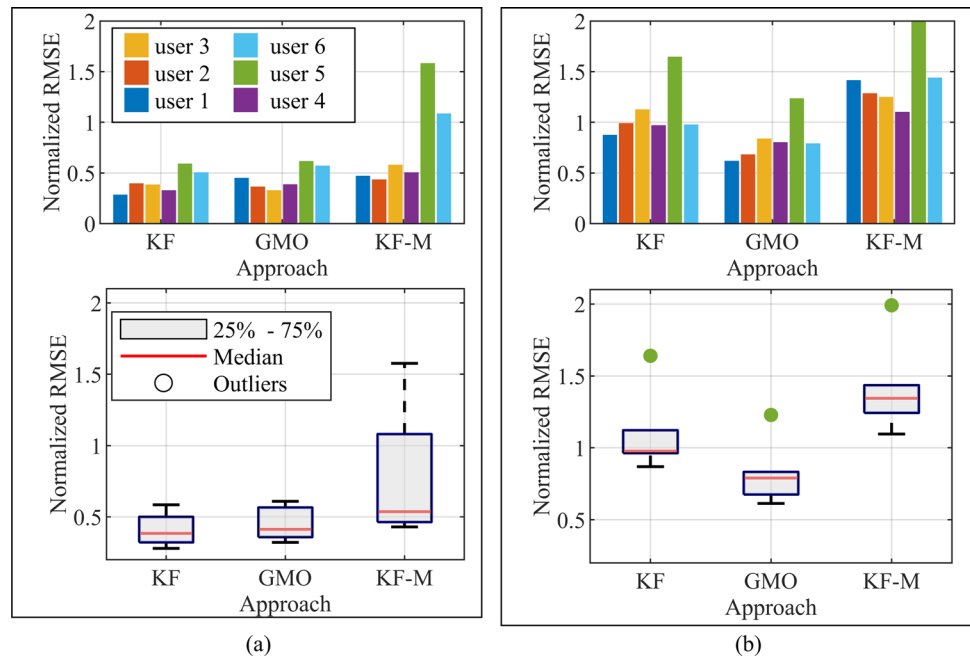 2
1.5
1
0.5
0
Normalized RMSE
user 3
user 6
user 2
user 5
user 1
user 4
KF
GMO
KF-M
Approach
2
1.5
1
0.5
Normalized RMSE
25% - 75%
Median
Outliers
KF
GMO
KF-M
Approach
(a)
2
1.5
1
0.5
0
Normalized RMSE
KF
GMO
KF-M
Approach
2
1.5
1
0.5
Normalized RMSE
KF
GMO
KF-M
Approach
(b)